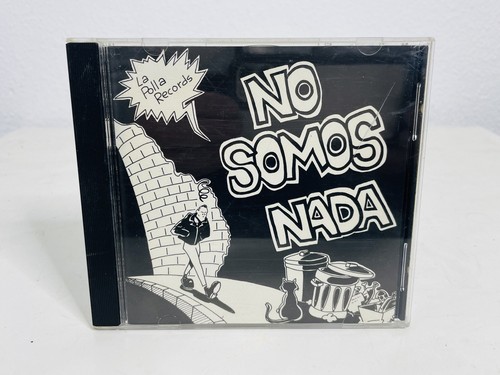 La
Polla
Records
NO
SOMOS
NADA